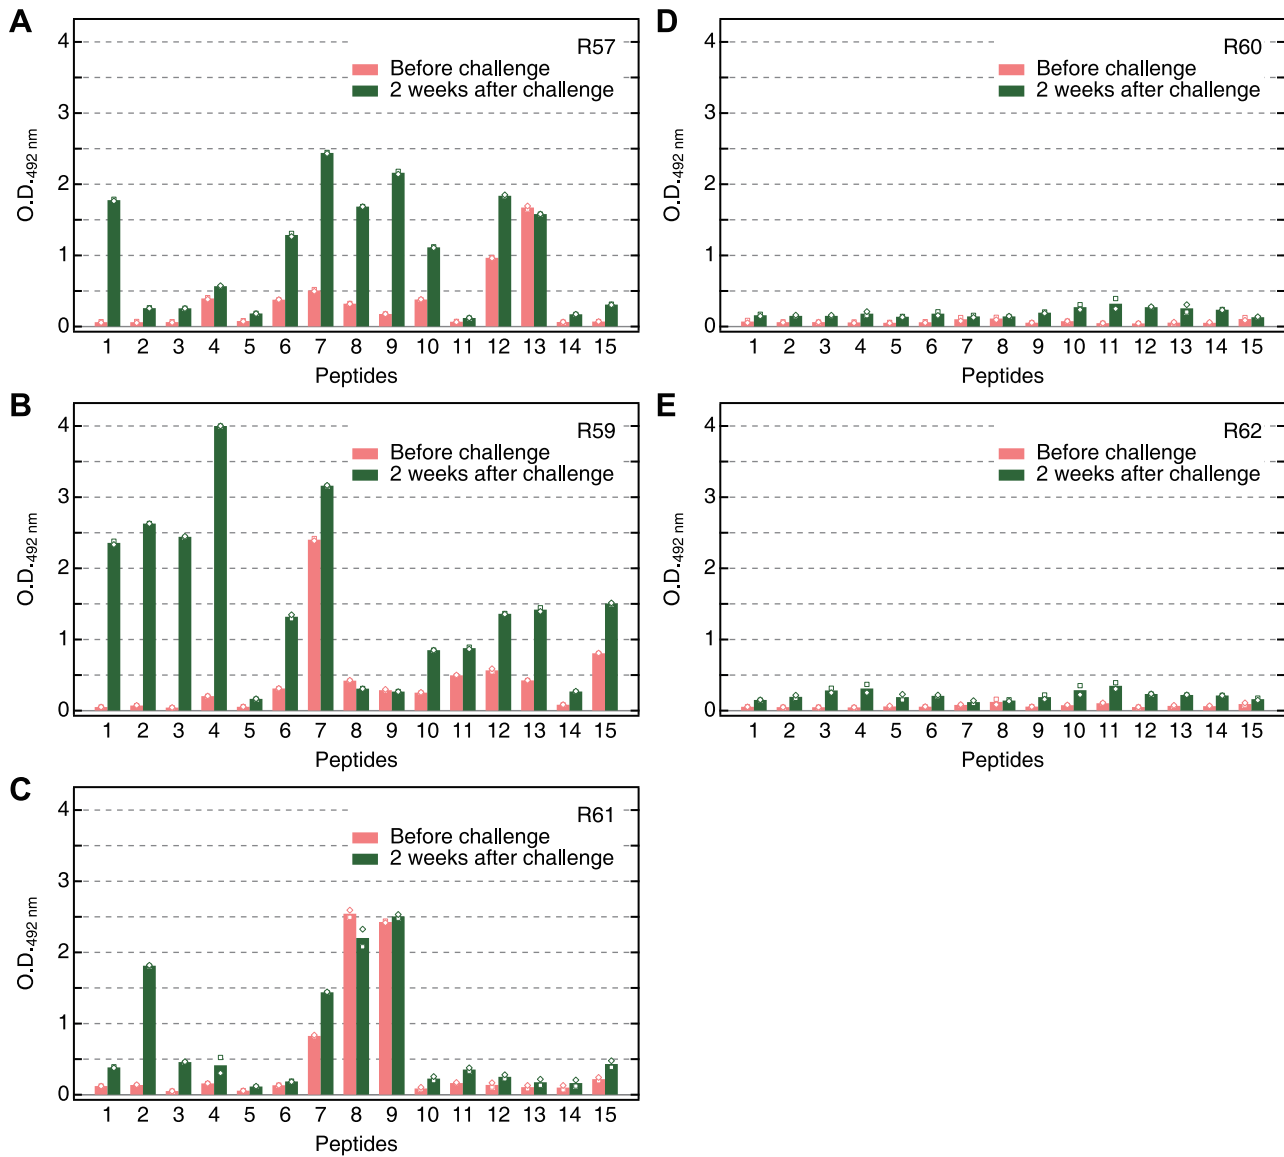 A
R57
Before challenge
2 weeks after challenge
4
3
2
1
0
O.D.492 nm
1 2 3 4 5 6 7 8 9 10 11 12 13 14 15
Peptides
B
R59
Before challenge
2 weeks after challenge
4
3
2
1
0
O.D.492 nm
1 2 3 4 5 6 7 8 9 10 11 12 13 14 15
Peptides
C
R61
Before challenge
2 weeks after challenge
4
3
2
1
0
O.D.492 nm
1 2 3 4 5 6 7 8 9 10 11 12 13 14 15
Peptides
D
R60
Before challenge
2 weeks after challenge
4
3
2
1
0
O.D.492 nm
1 2 3 4 5 6 7 8 9 10 11 12 13 14 15
Peptides
E
R62
Before challenge
2 weeks after challenge
4
3
2
1
0
O.D.492 nm
1 2 3 4 5 6 7 8 9 10 11 12 13 14 15
Peptides